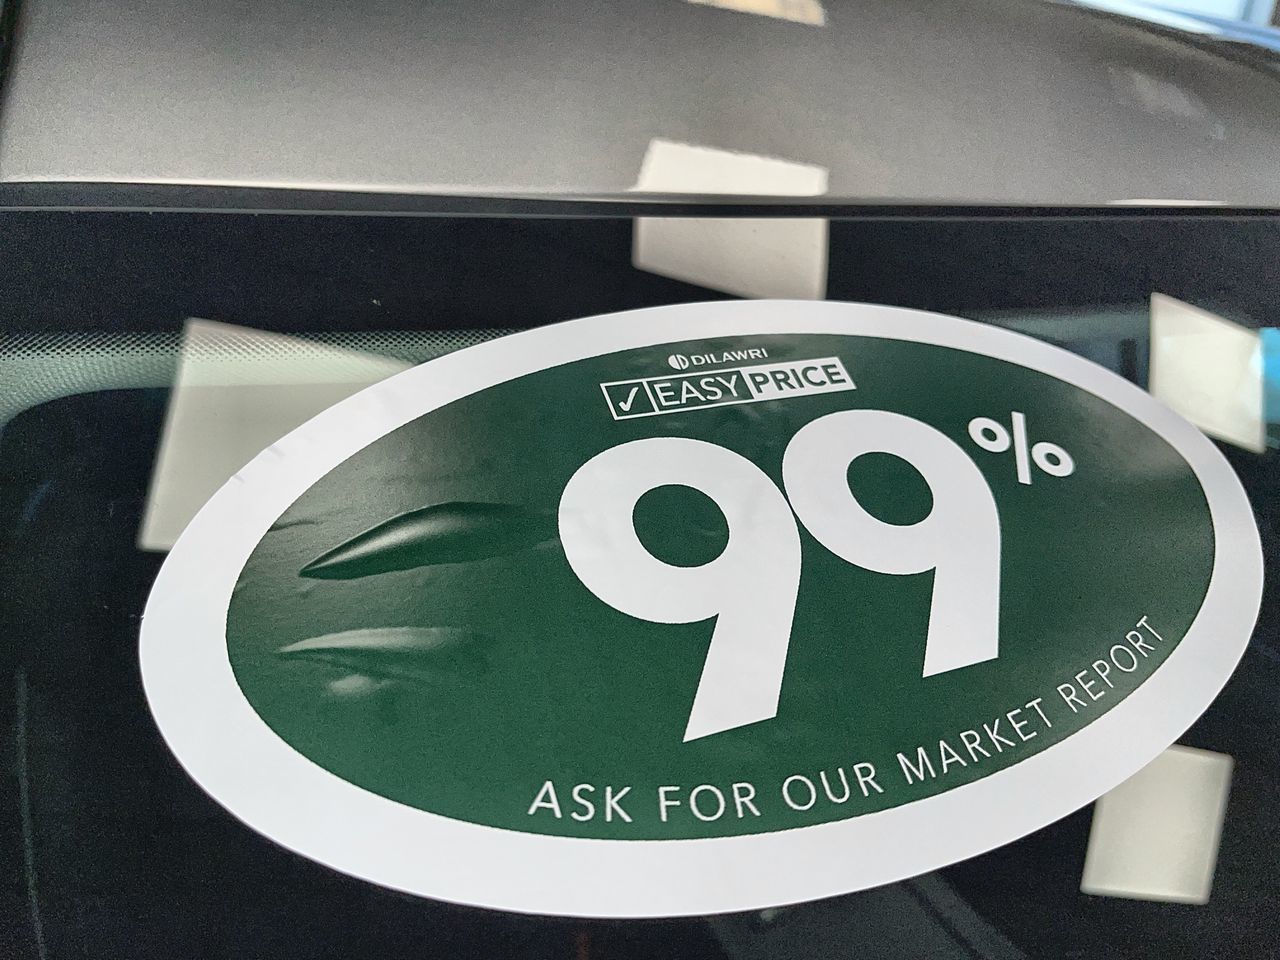 DILAWRI
✓ EASY PRICE
99%
ASK FOR OUR MARKET REPORT